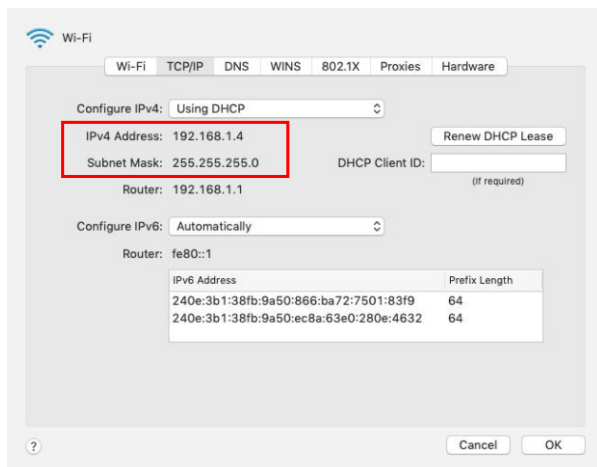 Wi-Fi
Wi-Fi TCP/IP DNS WINS 802.1X Proxies Hardware
Configure IPv4: Using DHCP
IPv4 Address: 192.168.1.4 Renew DHCP Lease
Subnet Mask: 255.255.255.0 DHCP Client ID:
(If required)
Router: 192.168.1.1
Configure IPv6: Automatically
Router: fe80::1
IPv6 Address Prefix Length
240e:3b1:38fb:9a50:866:ba72:7501:83f9 64
240e:3b1:38fb:9a50:ec8a:63e0:280e:4632 64
? Cancel OK